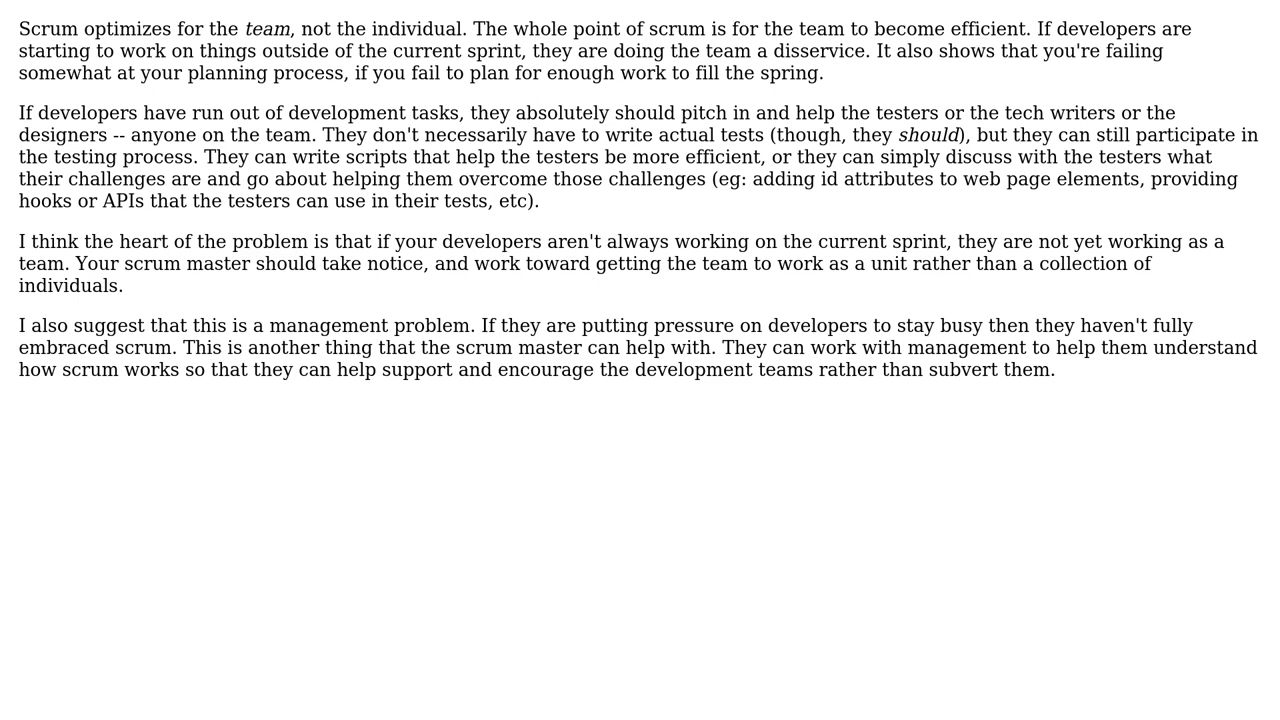 Scrum optimizes for the team, not the individual. The whole point of scrum is for the team to become efficient. If developers are
starting to work on things outside of the current sprint, they are doing the team a disservice. It also shows that you're failing
somewhat at your planning process, if you fail to plan for enough work to fill the spring.
If developers have run out of development tasks, they absolutely should pitch in and help the testers or the tech writers or the
designers -- anyone on the team. They don't necessarily have to write actual tests (though, they should), but they can still participate in
the testing process. They can write scripts that help the testers be more efficient, or they can simply discuss with the testers what
their challenges are and go about helping them overcome those challenges (eg: adding id attributes to web page elements, providing
hooks or APIs that the testers can use in their tests, etc).
I think the heart of the problem is that if your developers aren't always working on the current sprint, they are not yet working as a
team. Your scrum master should take notice, and work toward getting the team to work as a unit rather than a collection of
individuals.
I also suggest that this is a management problem. If they are putting pressure on developers to stay busy then they haven't fully
embraced scrum. This is another thing that the scrum master can help with. They can work with management to help them understand
how scrum works so that they can help support and encourage the development teams rather than subvert them.